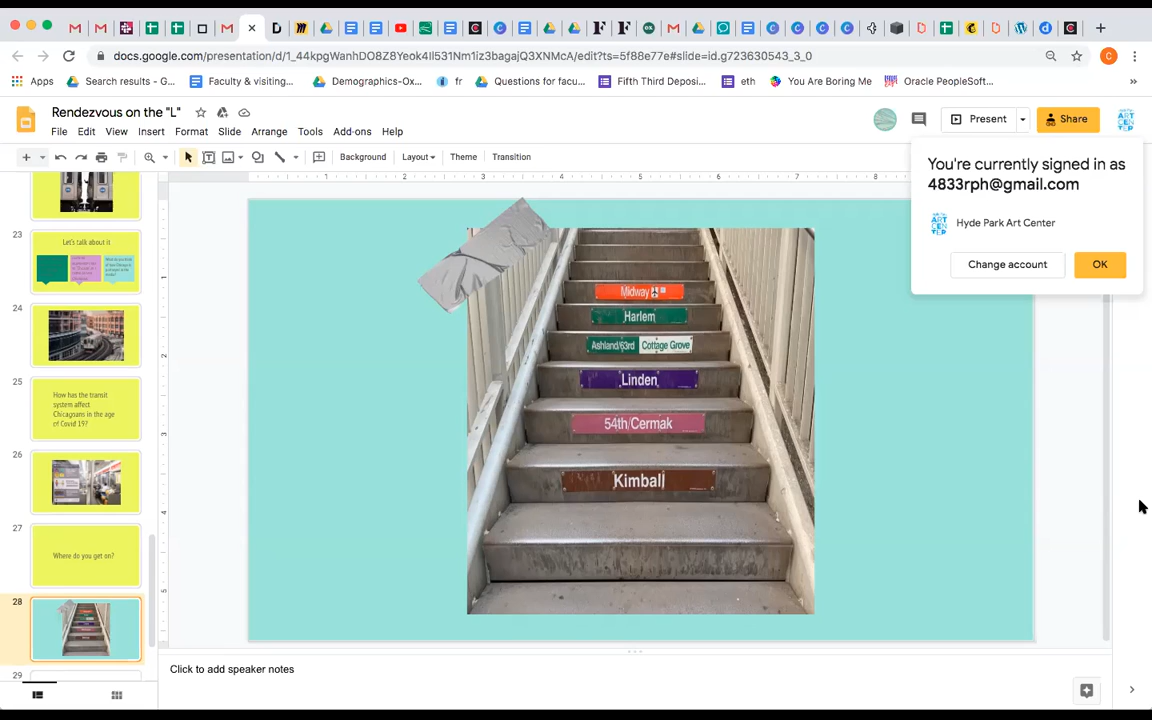 docs.google.com/presentation/d/1_44kpgWanhDO8Z8Yeok4Il531Nm1iz3bagajQ3XNMcA/edit?ts=5f88e77e#slide=id.g723630543_3_0
Apps
Search results - G...
Faculty & visiting...
Demographics-Ox...
fr
Questions for facu...
Fifth Third Deposi...
eth
You Are Boring Me
Oracle PeopleSoft...
Rendezvous on the "L"
File
Edit
View
Insert
Format
Slide
Arrange
Tools
Add-ons
Help
Present
Share
Background
Layout
Theme
Transition
You're currently signed in as
4833rph@gmail.com
Hyde Park Art Center
Change account
OK
23
Let's talk about it
24
25
How has the transit
system affect
Chicagoans in the age
of Covid 19?
26
27
Where do you get on?
28
29
Midway
Harlem
Ashland/63rd Cottage Grove
Linden
54th/Cermak
Kimball
Click to add speaker notes